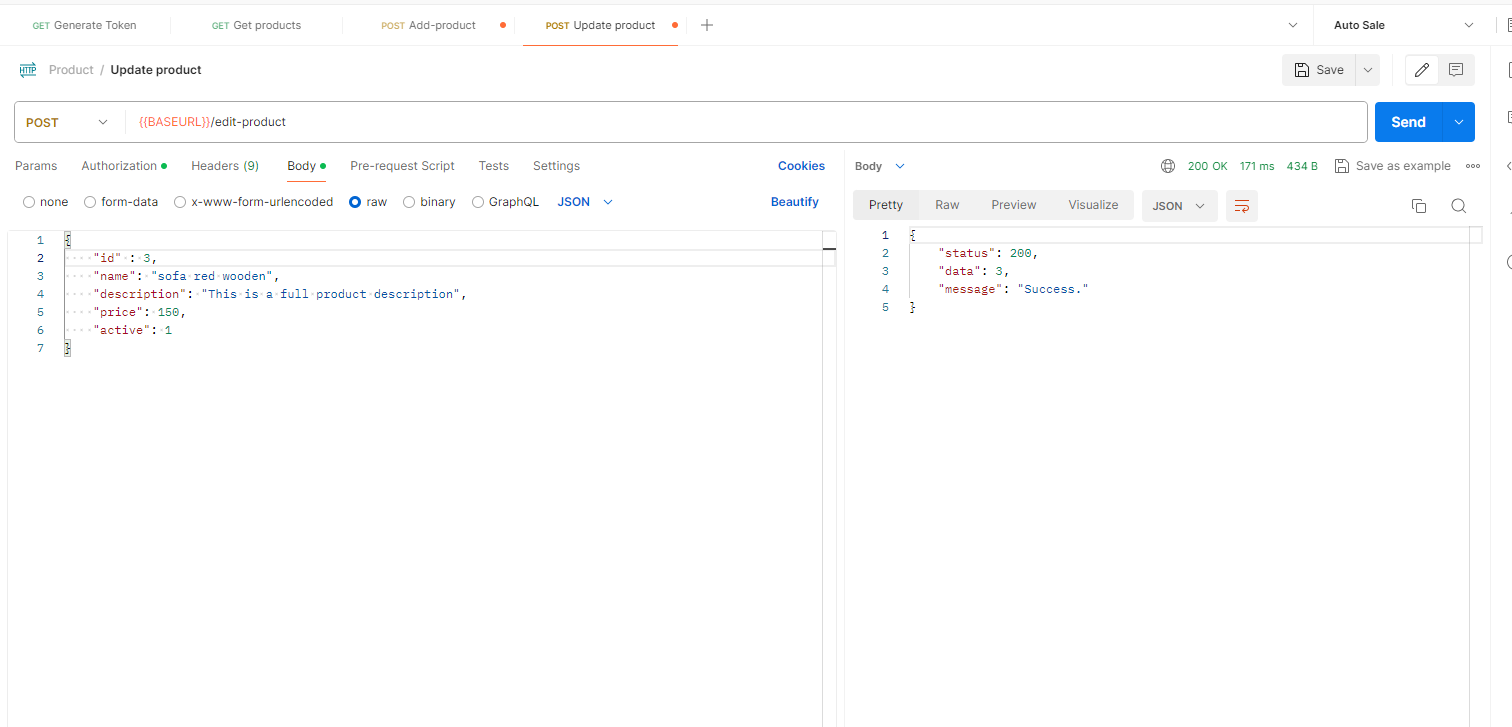 GET Generate Token GET Get products POST Add-product POST Update product Auto Sale
HTTP Product / Update product Save
POST {{BASEURL}}/edit-product Send
Params Authorization Headers (9) Body Pre-request Script Tests Settings Cookies
none form-data x-www-form-urlencoded raw binary GraphQL JSON Beautify
1 {
2 "id" : 3,
3 "name": "sofa red wooden",
4 "description": "This is a full product description",
5 "price": 150,
6 "active": 1
7 }
Body 200 OK 171 ms 434 B Save as example
Pretty Raw Preview Visualize JSON
1 {
2 "status": 200,
3 "data": 3,
4 "message": "Success."
5 }